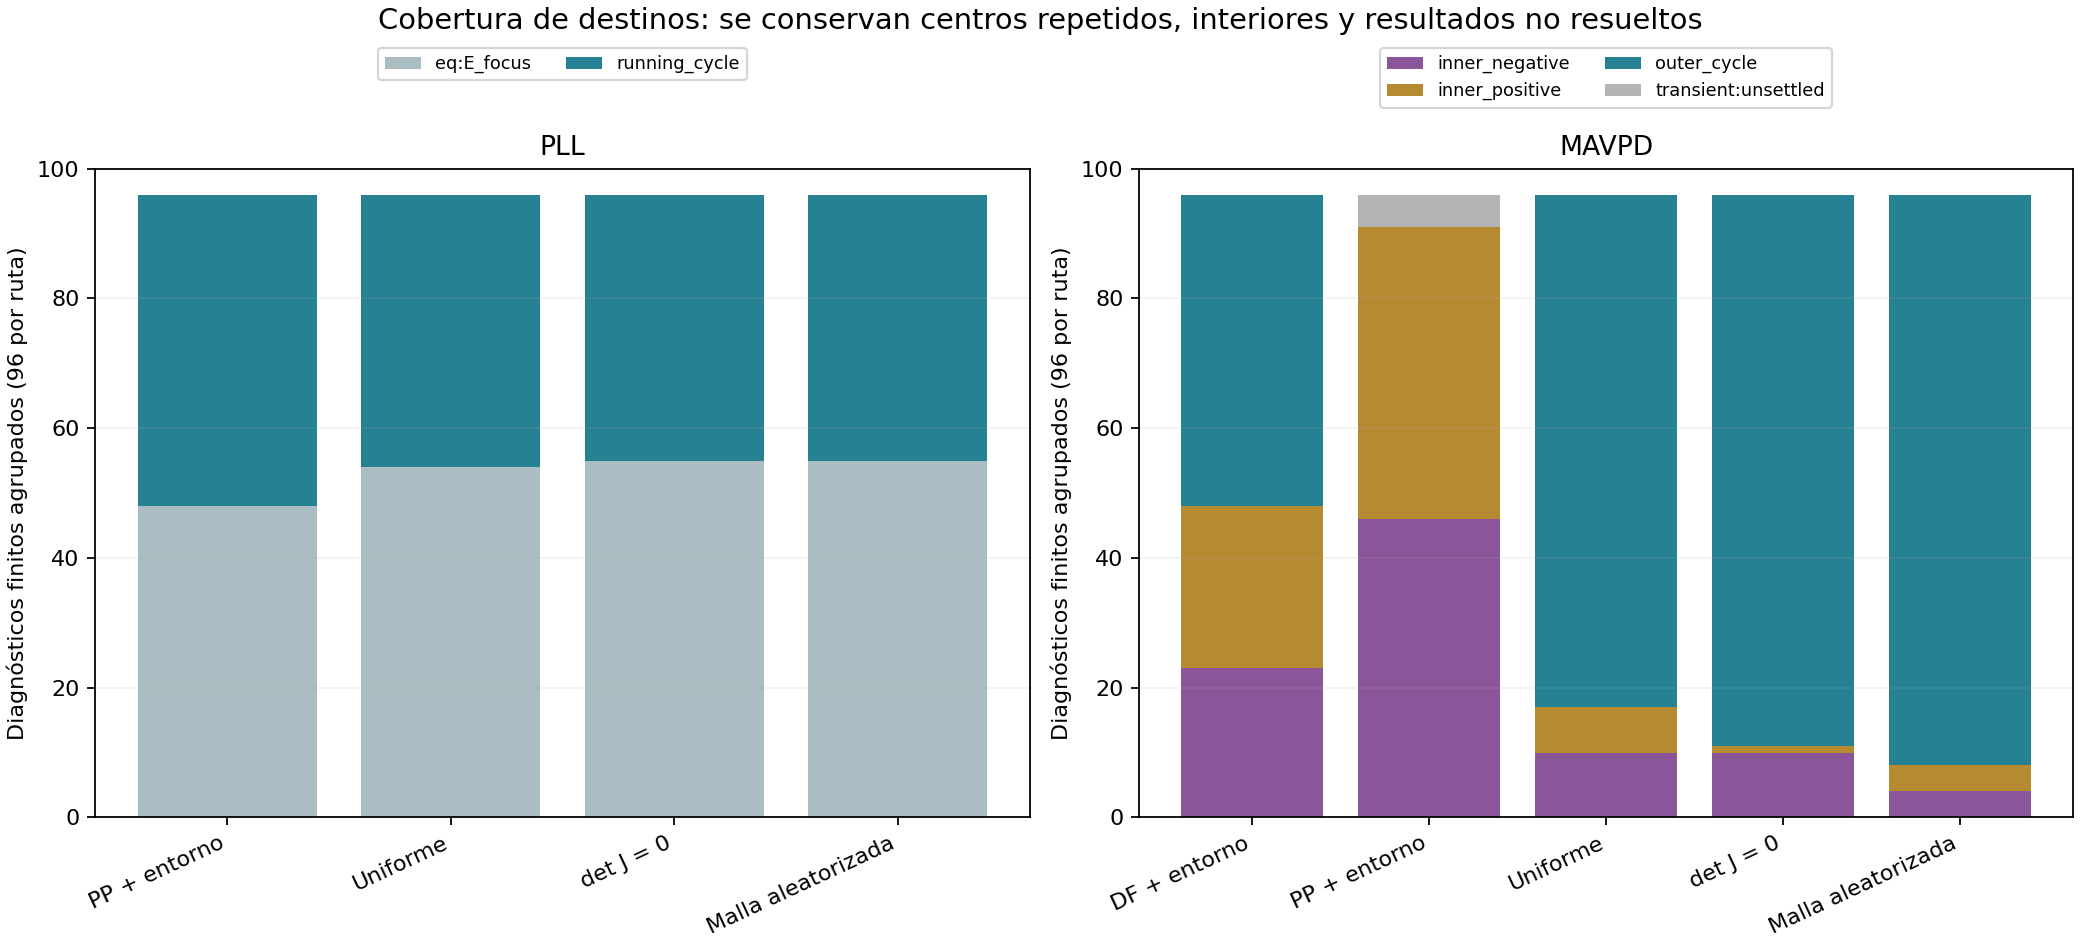 Cobertura de destinos: se conservan centros repetidos, interiores y resultados no resueltos
eq:E_focus
running_cycle
PLL
Diagnósticos finitos agrupados (96 por ruta)
100
80
60
40
20
0
PP + entorno
Uniforme
det J = 0
Malla aleatorizada
inner_negative
inner_positive
outer_cycle
transient:unsettled
MAVPD
Diagnósticos finitos agrupados (96 por ruta)
100
80
60
40
20
0
DF + entorno
PP + entorno
Uniforme
det J = 0
Malla aleatorizada